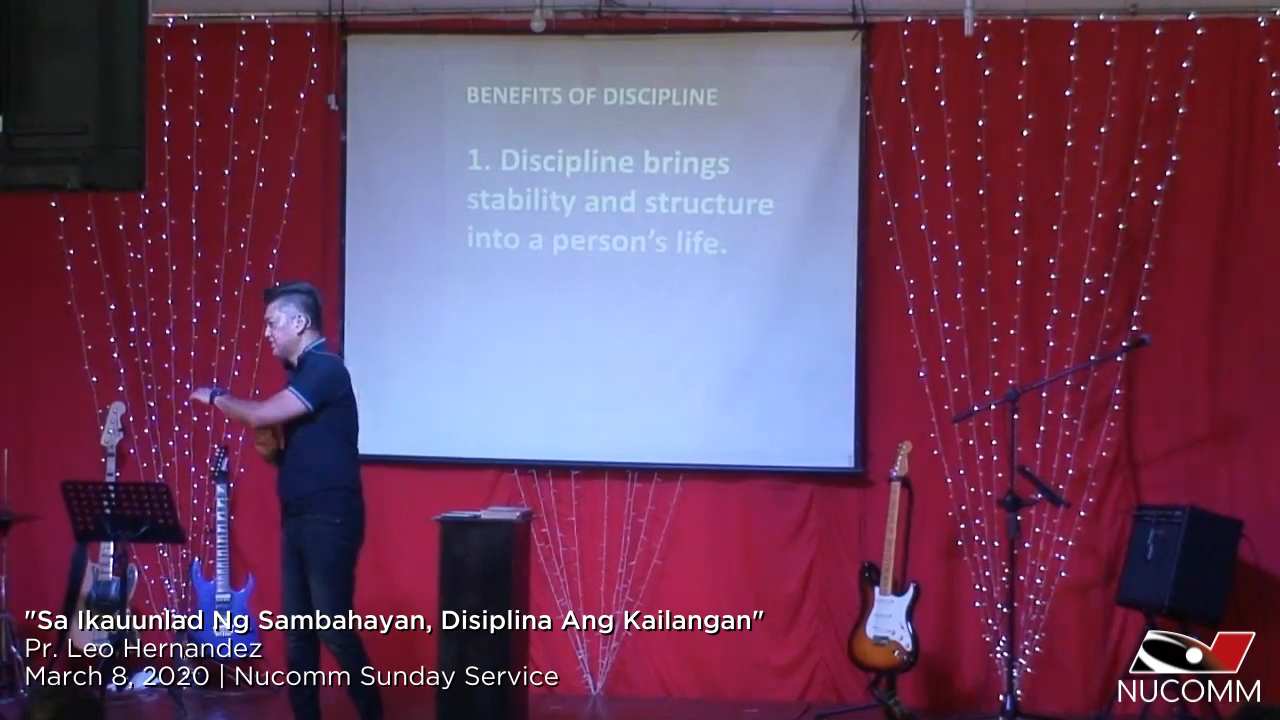 BENEFITS OF DISCIPLINE
1. Discipline brings
stability and structure
into a person's life.
"Sa Ikauunlad Ng Sambahayan, Disiplina Ang Kailangan"
Pr. Leo Hernandez
March 8, 2020 | Nucomm Sunday Service
NUCOMM